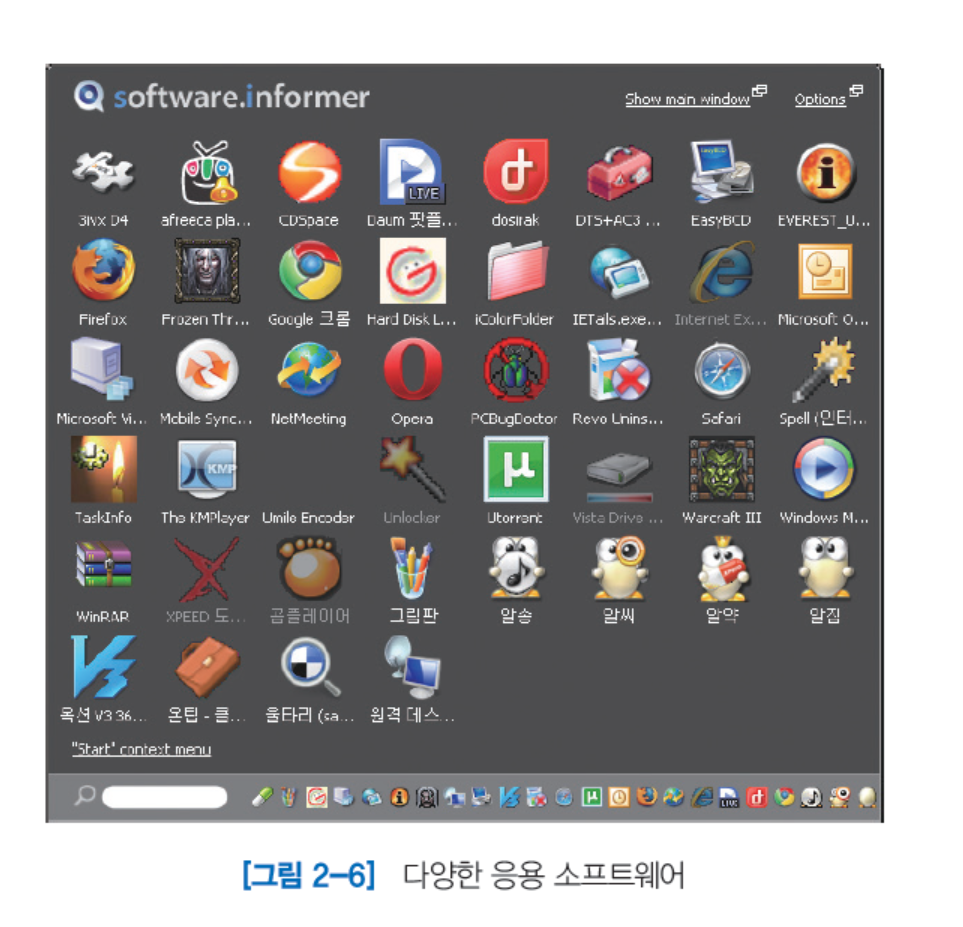 software.informer
Show main window Options
3ivx D4 afreeca pla... CDSpace Daum 팟플... dosirak DTS+AC3 ... EasyBCD EVEREST_U...
Firefox Frozen Thr... Google 크롬 Hard Disk L... iColorFolder IETails.exe... Internet Ex... Microsoft O...
Microsoft Vi... Mobile Sync... NetMeeting Opera PCBugDoctor Revo Unins... Safari Spell (인터...
TaskInfo The KMPlayer Umile Encoder Unlocker Utorrent Vista Drive ... Warcraft III Windows M...
WinRAR XPEED 도... 곰플레이어 그림판 알송 알씨 알약 알집
옥션 V3 36... 온팁 - 클... 울타리 (sa... 원격 데스...
"Start" context menu
[그림 2-6] 다양한 응용 소프트웨어